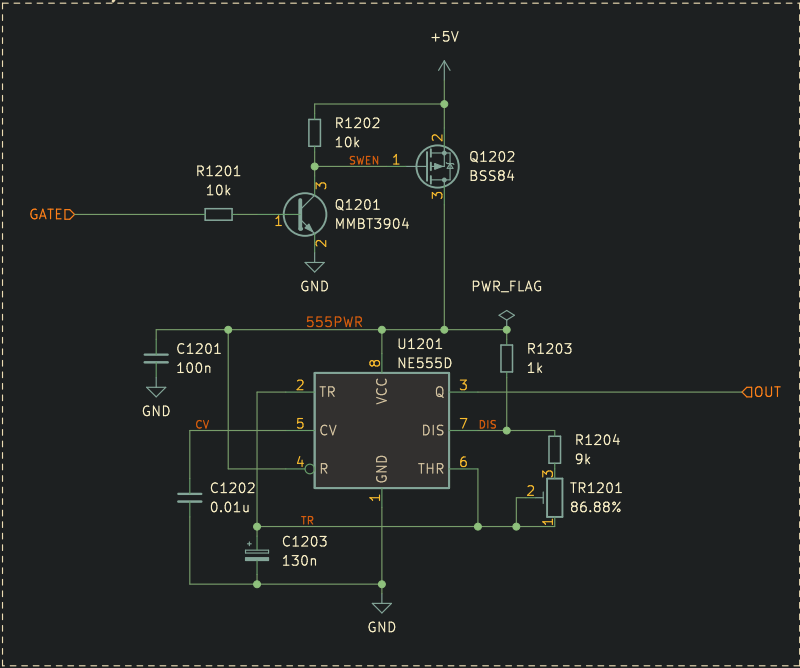 +5V
R1202
10k
2
SWEN
1
Q1202
BSS84
R1201
10k
3
3
Q1201
MMBT3904
GATE
1
2
GND
PWR_FLAG
555PWR
U1201
NE555D
R1203
1k
C1201
100n
8
VCC
2
TR
Q
3
OUT
GND
CV
5
CV
DIS
7
DIS
R1204
9k
4
R
GND
THR
6
3
C1202
0.01u
1
2
TR1201
86.88%
1
TR
+
C1203
130n
GND